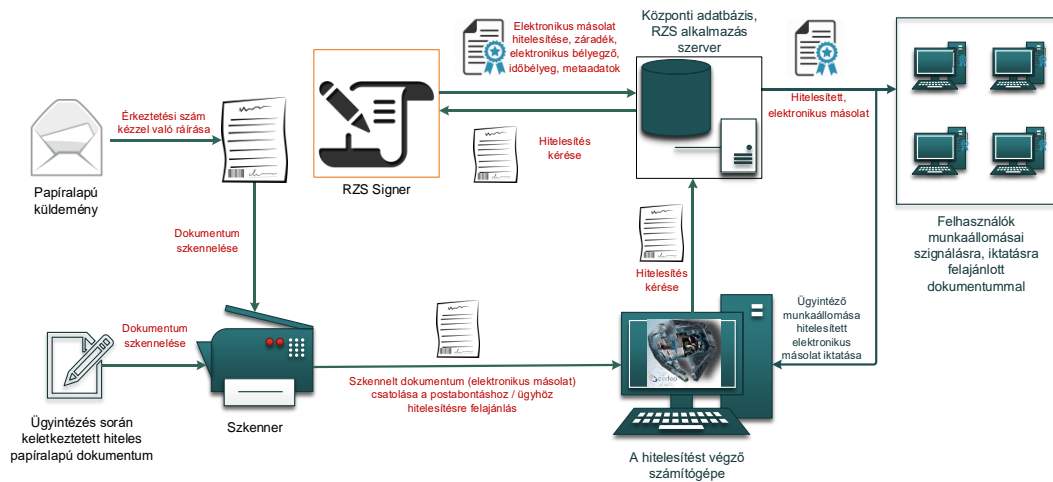 Elektronikus másolat
hitelesítése, záradék,
elektronikus bélyegző,
időbélyeg, metaadatok
Központi adatbázis,
RZS alkalmazás
szerver
Érkeztetési szám
kézzel való ráírása
Hitelesített,
elektronikus másolat
Hitelesítés
kérése
Papíralapú
küldemény
RZS Signer
Felhasználók
munkaállomásai
szignálásra, iktatásra
felajánlott
dokumentummal
Dokumentum
szkennelése
Hitelesítés
kérése
Ügyintéző
munkaállomása
hitelesített
elektronikus
másolat iktatása
Dokumentum
szkennelése
Szkennelt dokumentum (elektronikus másolat)
csatolása a postabontáshoz / ügyhöz
hitelesítésre felajánlás
Ügyintézés során
keletkeztetett hiteles
papíralapú dokumentum
Szkenner
A hitelesítést végző
számítógépe